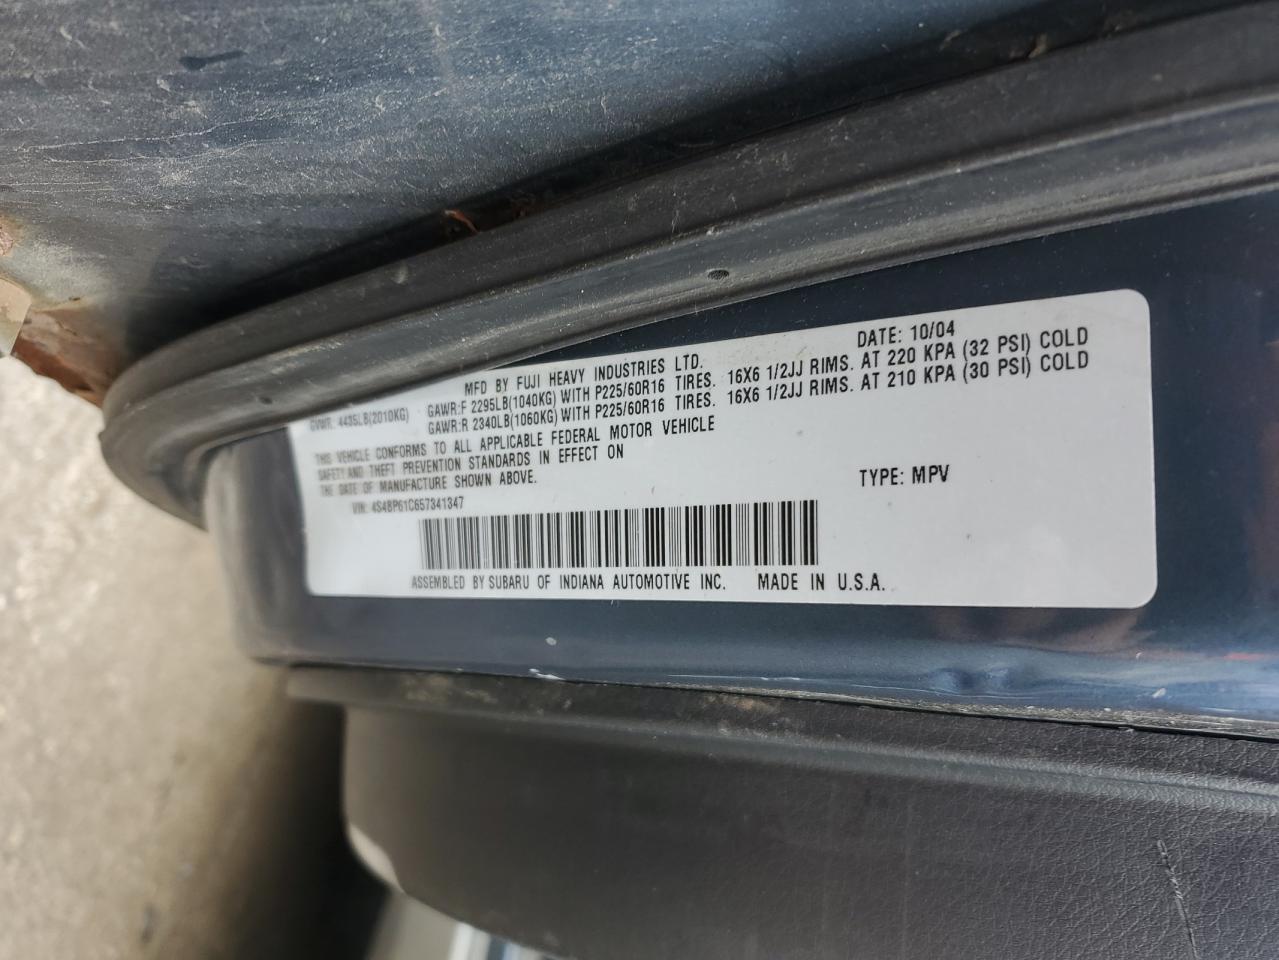 MFD BY FUJI HEAVY INDUSTRIES LTD. DATE: 10/04
GVWR: 4435LB(2010KG) GAWR:F 2295LB(1040KG) WITH P225/60R16 TIRES. 16X6 1/2JJ RIMS. AT 220 KPA (32 PSI) COLD
GAWR:R 2340LB(1060KG) WITH P225/60R16 TIRES. 16X6 1/2JJ RIMS. AT 210 KPA (30 PSI) COLD
THIS VEHICLE CONFORMS TO ALL APPLICABLE FEDERAL MOTOR VEHICLE
SAFETY AND THEFT PREVENTION STANDARDS IN EFFECT ON
THE DATE OF MANUFACTURE SHOWN ABOVE.
VIN: 4S4BP61C657341347 TYPE: MPV
ASSEMBLED BY SUBARU OF INDIANA AUTOMOTIVE INC. MADE IN U.S.A.